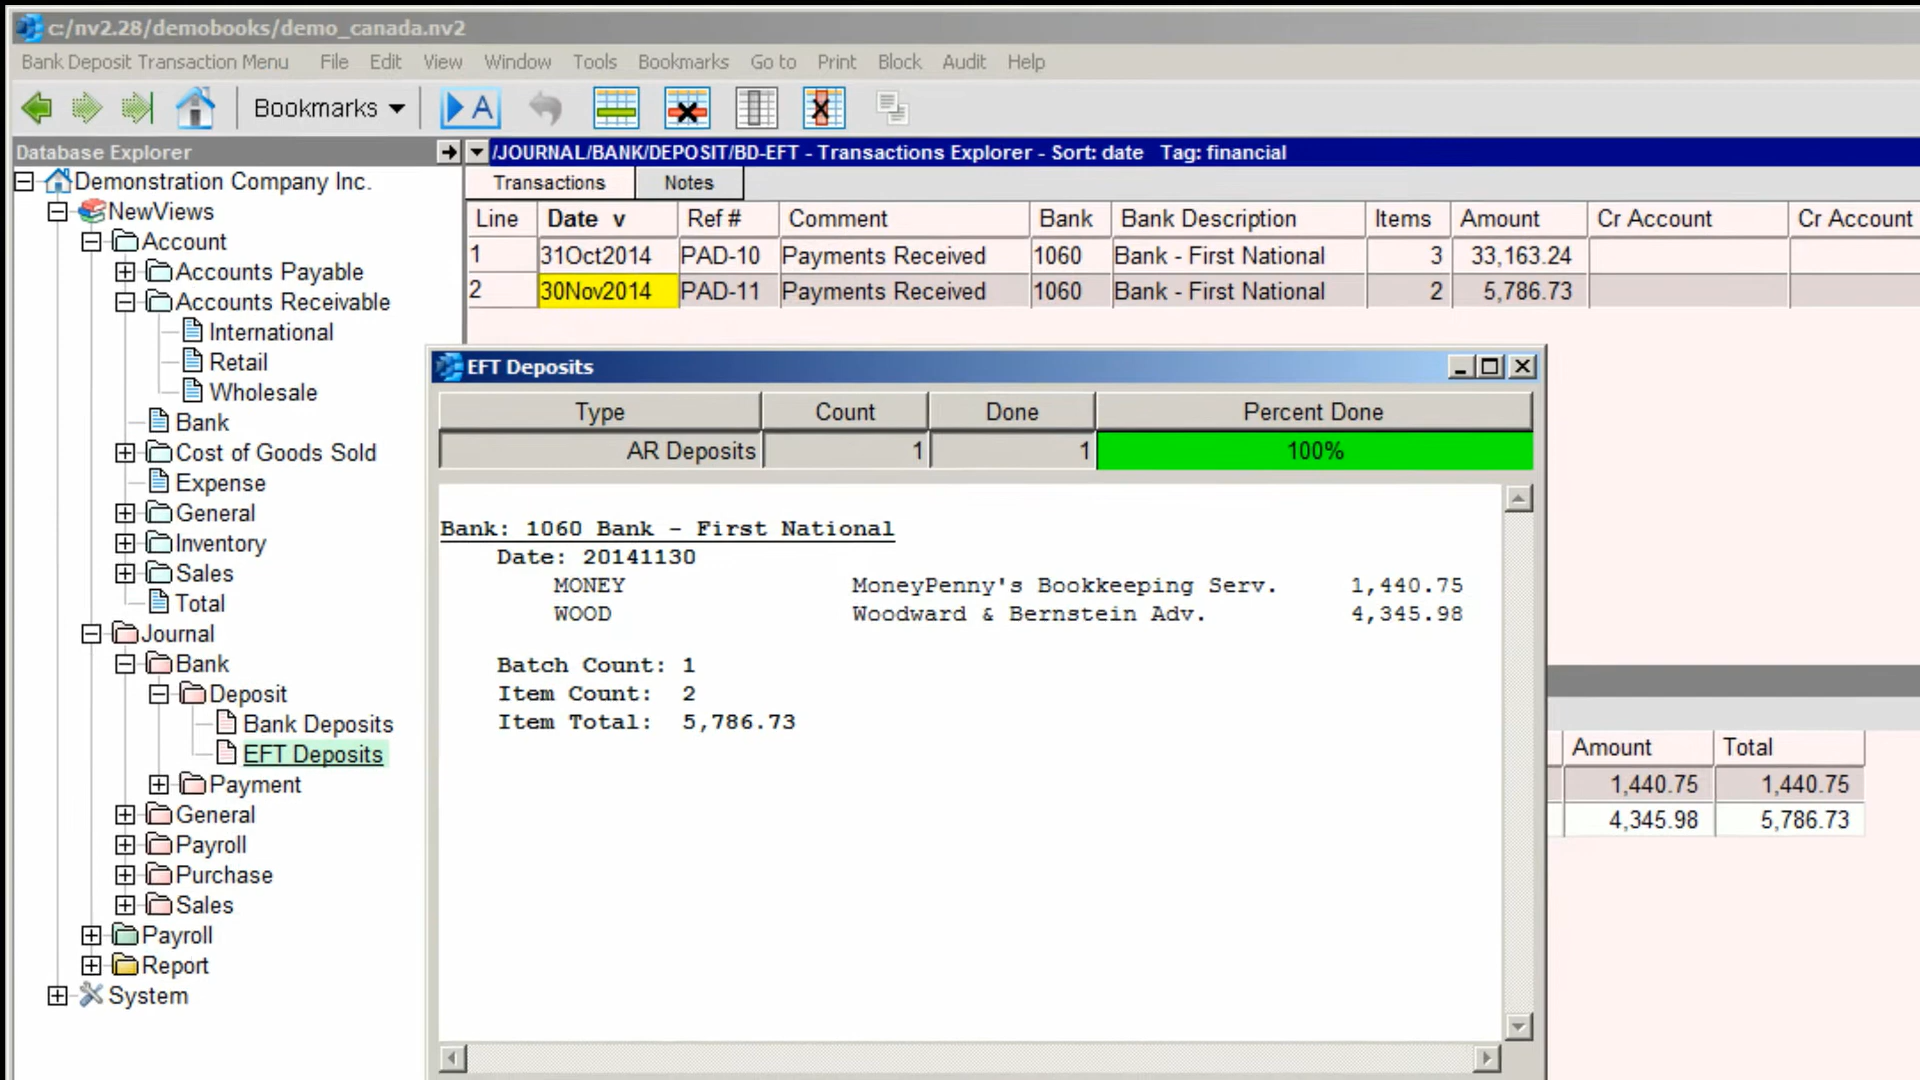 c:/nv2.28/demobooks/demo_canada.nv2
Bank Deposit Transaction Menu File Edit View Window Tools Bookmarks Go to Print Block Audit Help
Bookmarks A
Database Explorer
/JOURNAL/BANK/DEPOSIT/BD-EFT - Transactions Explorer - Sort: date Tag: financial
Demonstration Company Inc.
NewViews
Account
Accounts Payable
Accounts Receivable
International
Retail
Wholesale
Bank
Cost of Goods Sold
Expense
General
Inventory
Sales
Total
Journal
Bank
Deposit
Bank Deposits
EFT Deposits
Payment
General
Payroll
Purchase
Sales
Payroll
Report
System
Transactions Notes
Line Date v Ref # Comment Bank Bank Description Items Amount Cr Account Cr Account
1 31Oct2014 PAD-10 Payments Received 1060 Bank - First National 3 33,163.24
2 30Nov2014 PAD-11 Payments Received 1060 Bank - First National 2 5,786.73
EFT Deposits
Type Count Done Percent Done
AR Deposits 1 1 100%
Bank: 1060 Bank - First National
Date: 20141130
MONEY MoneyPenny's Bookkeeping Serv. 1,440.75
WOOD Woodward & Bernstein Adv. 4,345.98
Batch Count: 1
Item Count: 2
Item Total: 5,786.73
Amount Total
1,440.75 1,440.75
4,345.98 5,786.73